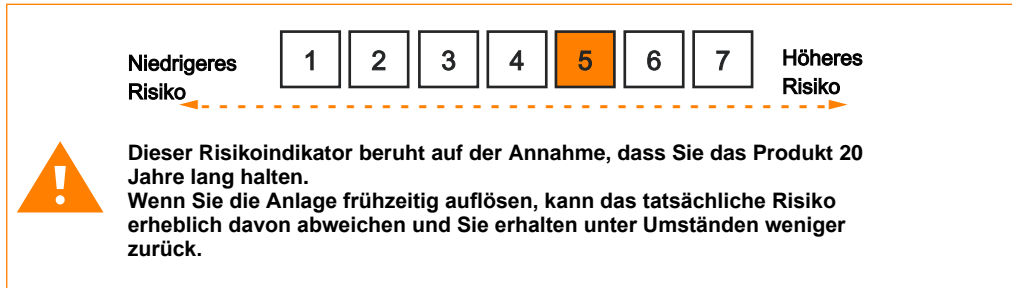 Niedrigeres Risiko
1 2 3 4 5 6 7
Höheres Risiko
!
Dieser Risikoindikator beruht auf der Annahme, dass Sie das Produkt 20
Jahre lang halten.
Wenn Sie die Anlage frühzeitig auflösen, kann das tatsächliche Risiko
erheblich davon abweichen und Sie erhalten unter Umständen weniger
zurück.